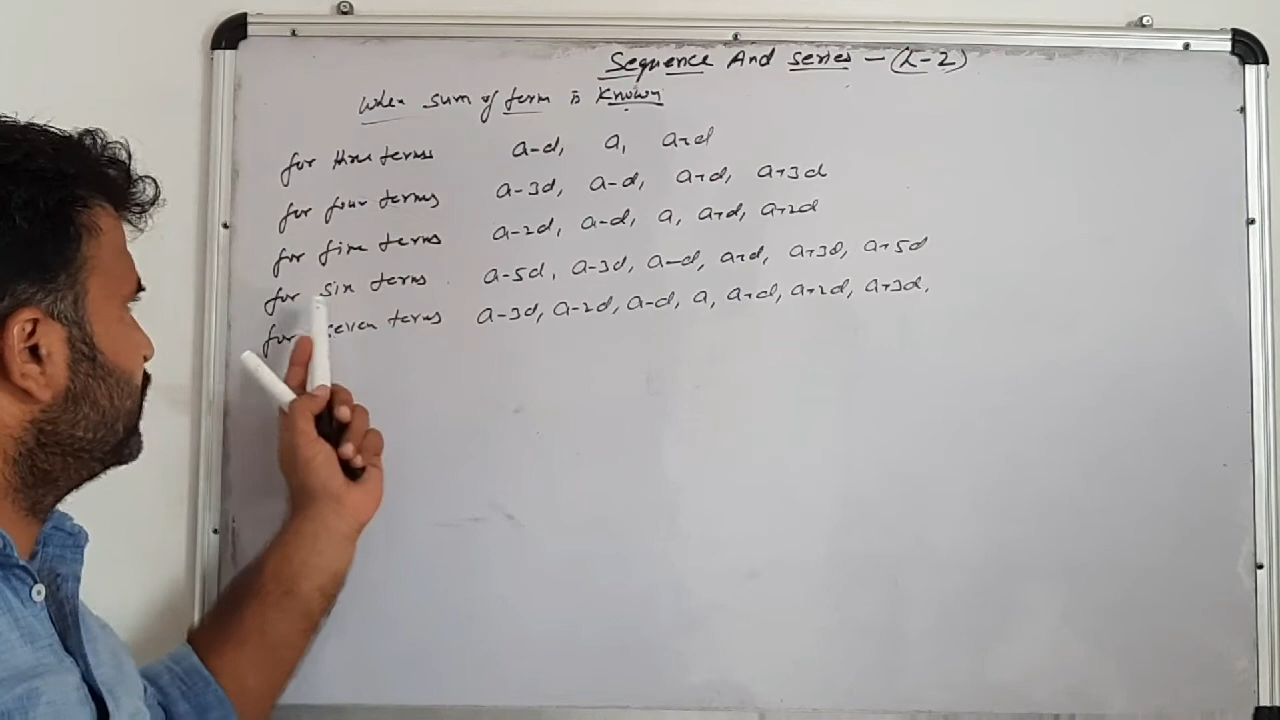 Sequence And series - (L-2)
When sum of term is known
for three terms a-d, a, a+d
for four terms a-3d, a-d, a+d, a+3d
for five terms a-2d, a-d, a, a+d, a+2d
for six terms a-5d, a-3d, a-d, a+d, a+3d, a+5d
for seven terms a-3d, a-2d, a-d, a, a+d, a+2d, a+3d.